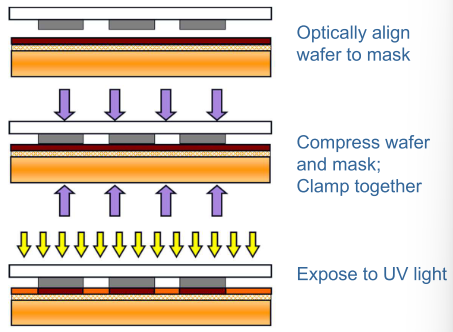 Optically align
wafer to mask
Compress wafer
and mask;
Clamp together
Expose to UV light